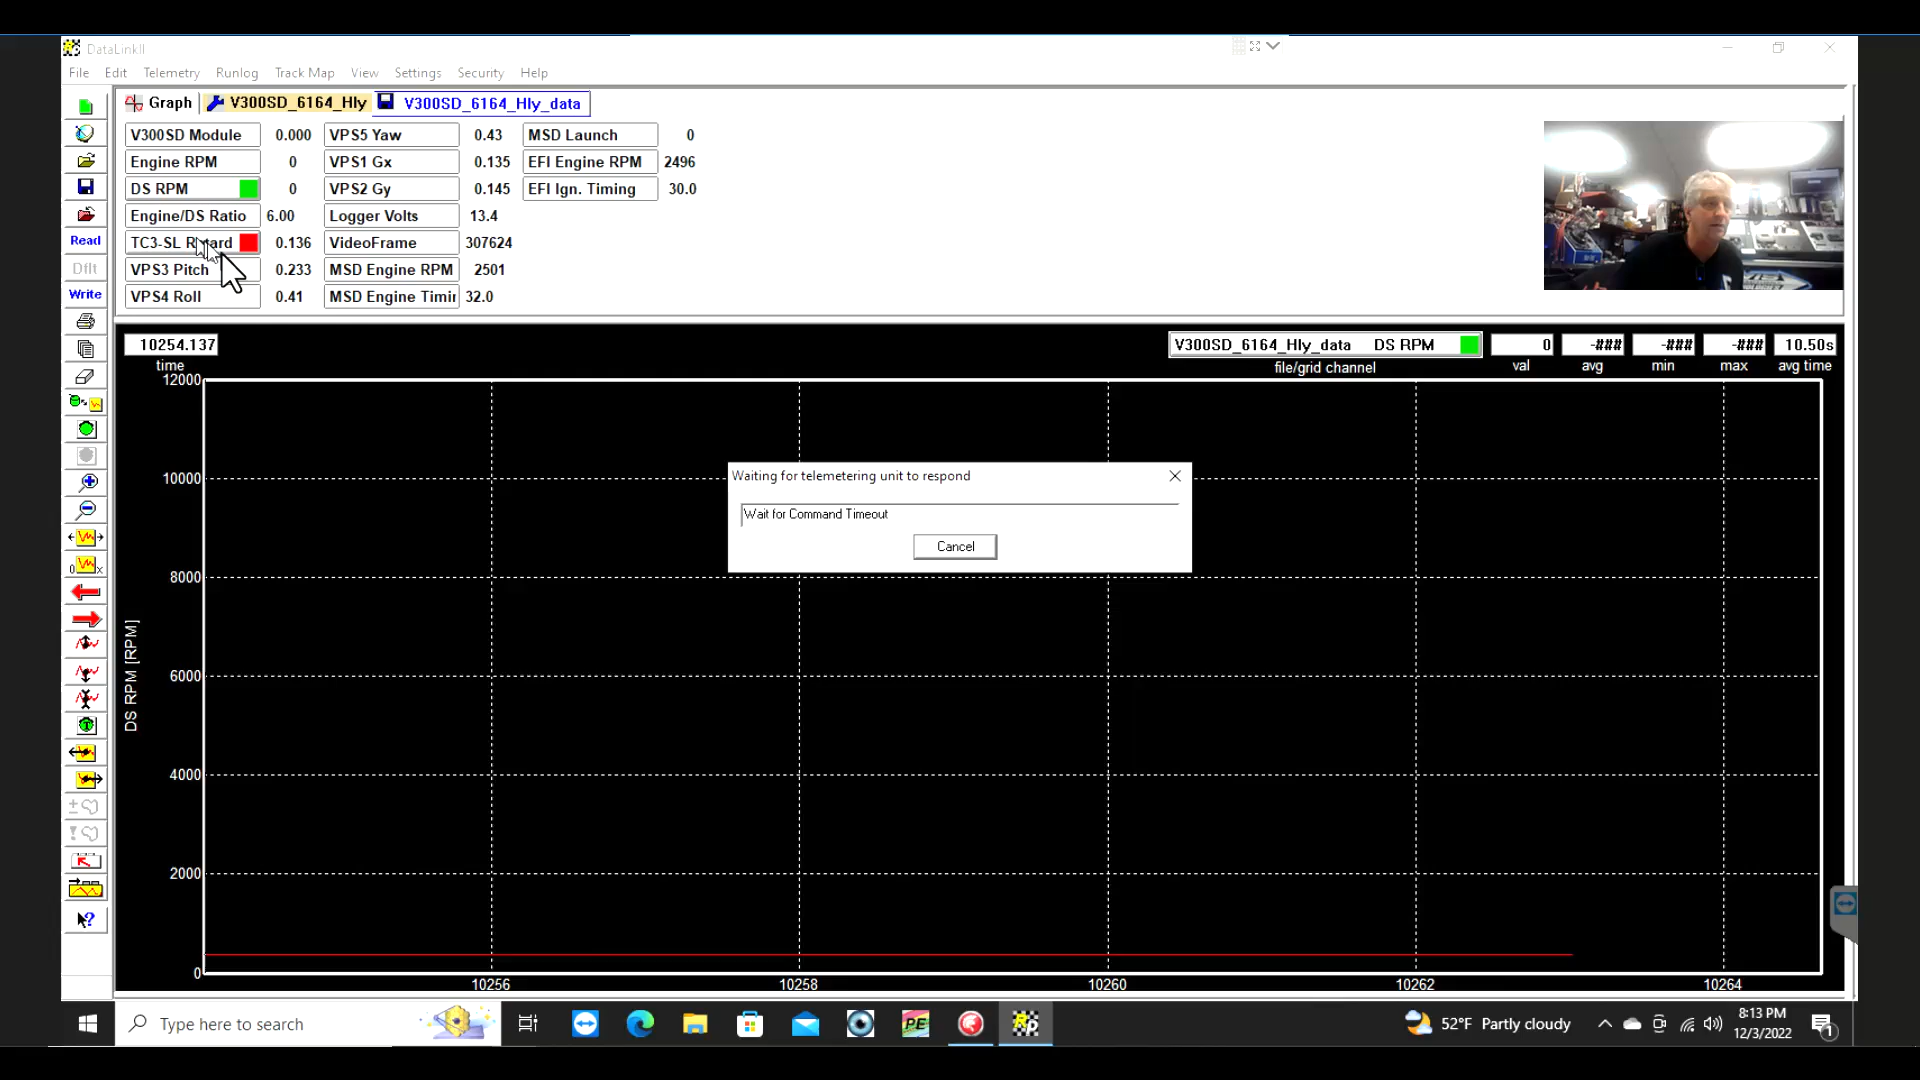 DataLinkII
File Edit Telemetry Runlog Track Map View Settings Security Help
Graph V300SD_6164_Hly V300SD_6164_Hly_data
V300SD Module 0.000 VPS5 Yaw 0.43 MSD Launch 0
Engine RPM 0 VPS1 Gx 0.135 EFI Engine RPM 2496
DS RPM 0 VPS2 Gy 0.145 EFI Ign. Timing 30.0
Engine/DS Ratio 6.00 Logger Volts 13.4
TC3-SL Retard 0.136 VideoFrame 307624
VPS3 Pitch 0.233 MSD Engine RPM 2501
VPS4 Roll 0.41 MSD Engine Timir 32.0
Read
Dflt
Write
10254.137 V300SD_6164_Hly_data DS RPM 0 -### -### -### 10.50s
time file/grid channel val avg min max avg time
12000
10000
8000
6000
4000
2000
0
DS RPM [RPM]
Waiting for telemetering unit to respond
Wait for Command Timeout
Cancel
10256 10258 10260 10262 10264
Type here to search PE 52°F Partly cloudy 8:13 PM
12/3/2022 1